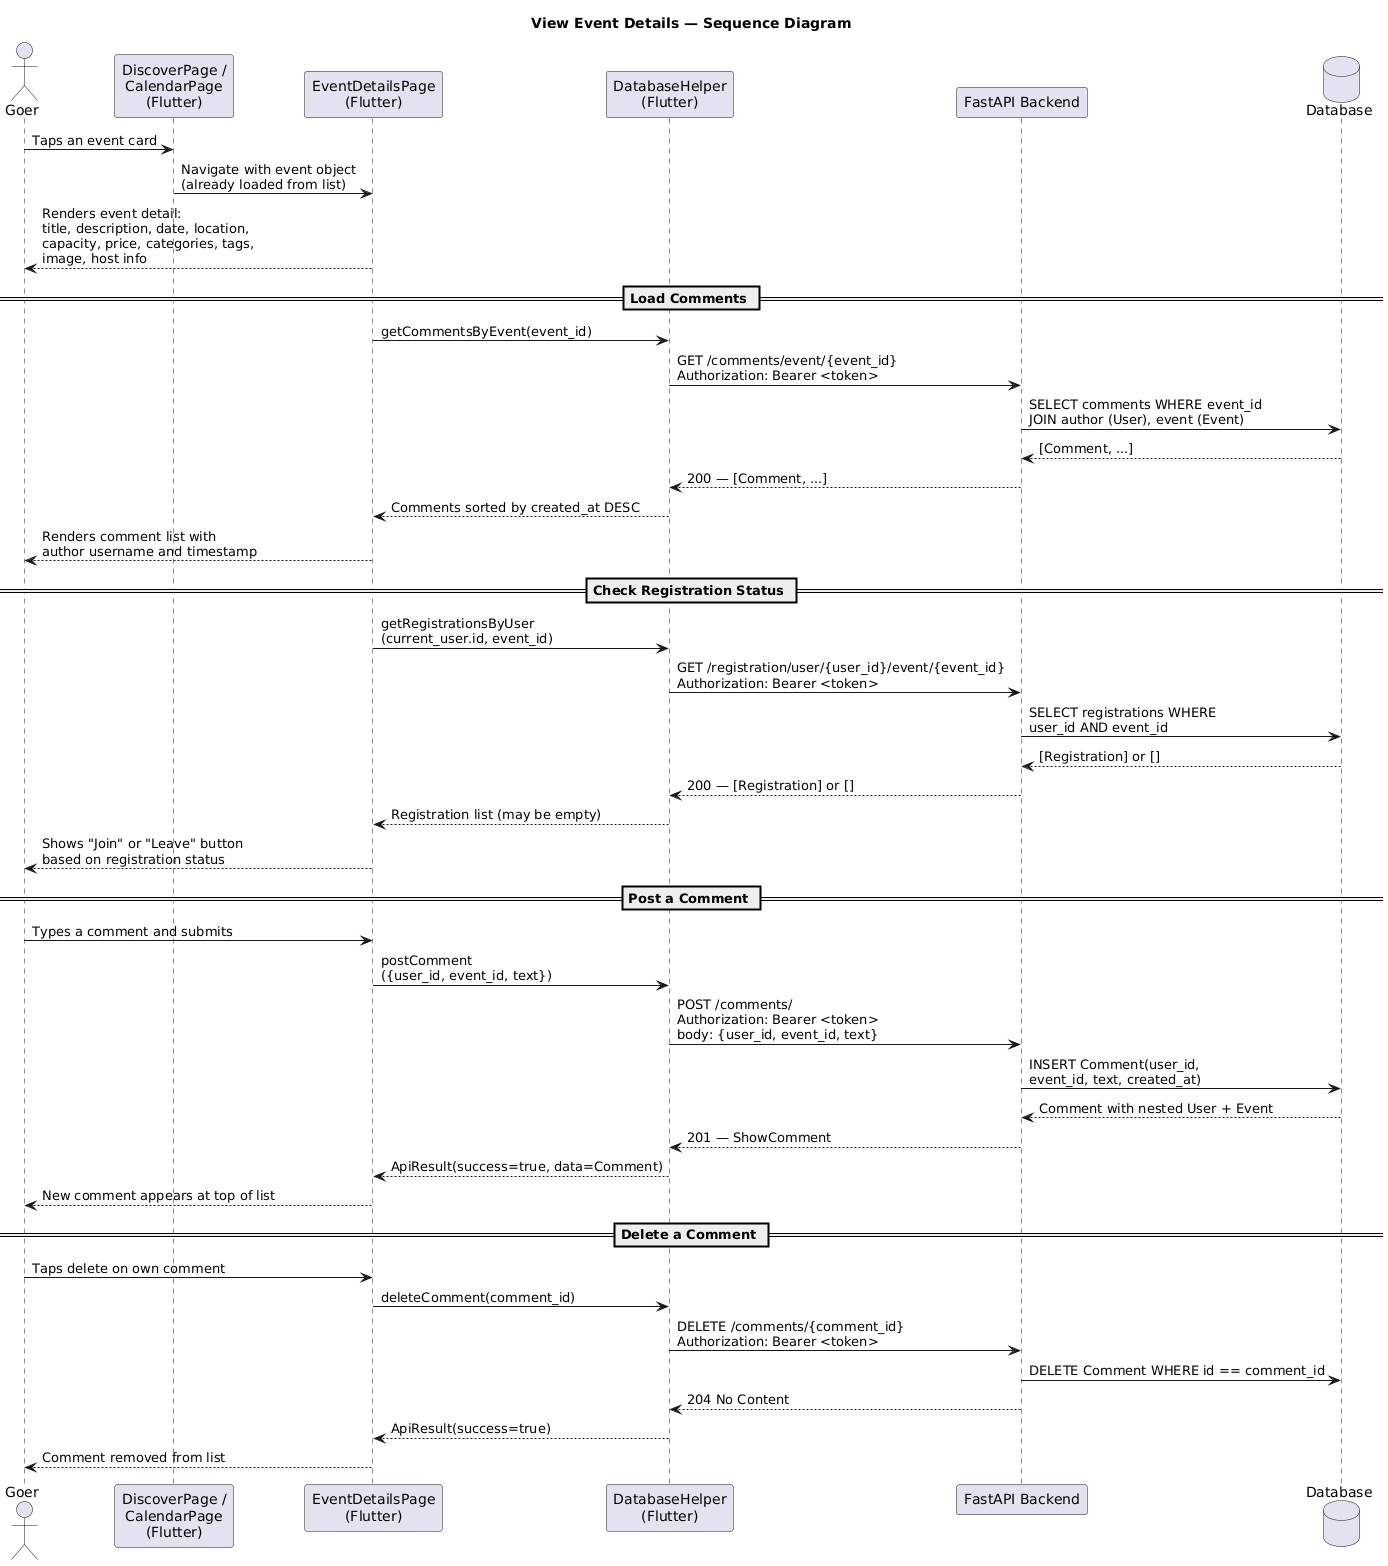 View Event Details — Sequence Diagram
Goer
DiscoverPage /
CalendarPage
(Flutter)
EventDetailsPage
(Flutter)
DatabaseHelper
(Flutter)
FastAPI Backend
Database
Taps an event card
Navigate with event object
(already loaded from list)
Renders event detail:
title, description, date, location,
capacity, price, categories, tags,
image, host info
Load Comments
getCommentsByEvent(event_id)
GET /comments/event/{event_id}
Authorization: Bearer <token>
SELECT comments WHERE event_id
JOIN author (User), event (Event)
[Comment, ...]
200 — [Comment, ...]
Comments sorted by created_at DESC
Renders comment list with
author username and timestamp
Check Registration Status
getRegistrationsByUser
(current_user.id, event_id)
GET /registration/user/{user_id}/event/{event_id}
Authorization: Bearer <token>
SELECT registrations WHERE
user_id AND event_id
[Registration] or []
200 — [Registration] or []
Registration list (may be empty)
Shows "Join" or "Leave" button
based on registration status
Post a Comment
Types a comment and submits
postComment
({user_id, event_id, text})
POST /comments/
Authorization: Bearer <token>
body: {user_id, event_id, text}
INSERT Comment(user_id,
event_id, text, created_at)
Comment with nested User + Event
201 — ShowComment
ApiResult(success=true, data=Comment)
New comment appears at top of list
Delete a Comment
Taps delete on own comment
deleteComment(comment_id)
DELETE /comments/{comment_id}
Authorization: Bearer <token>
DELETE Comment WHERE id == comment_id
204 No Content
ApiResult(success=true)
Comment removed from list
Goer
DiscoverPage /
CalendarPage
(Flutter)
EventDetailsPage
(Flutter)
DatabaseHelper
(Flutter)
FastAPI Backend
Database